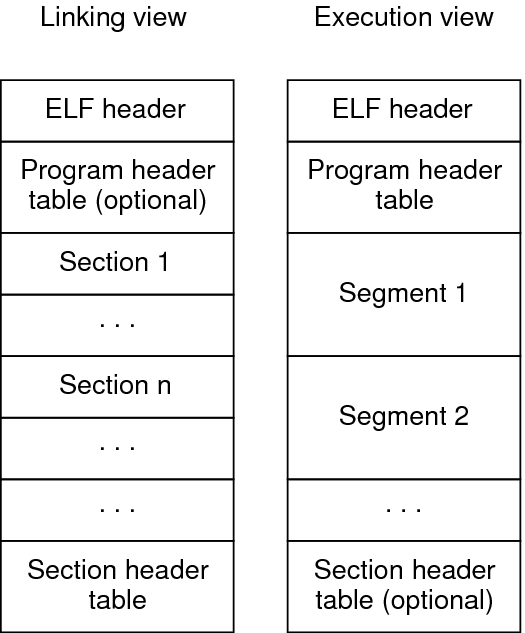 Linking view
ELF header
Program header
table (optional)
Section 1
. . .
Section n
. . .
. . .
Section header
table
Execution view
ELF header
Program header
table
Segment 1
Segment 2
. . .
Section header
table (optional)